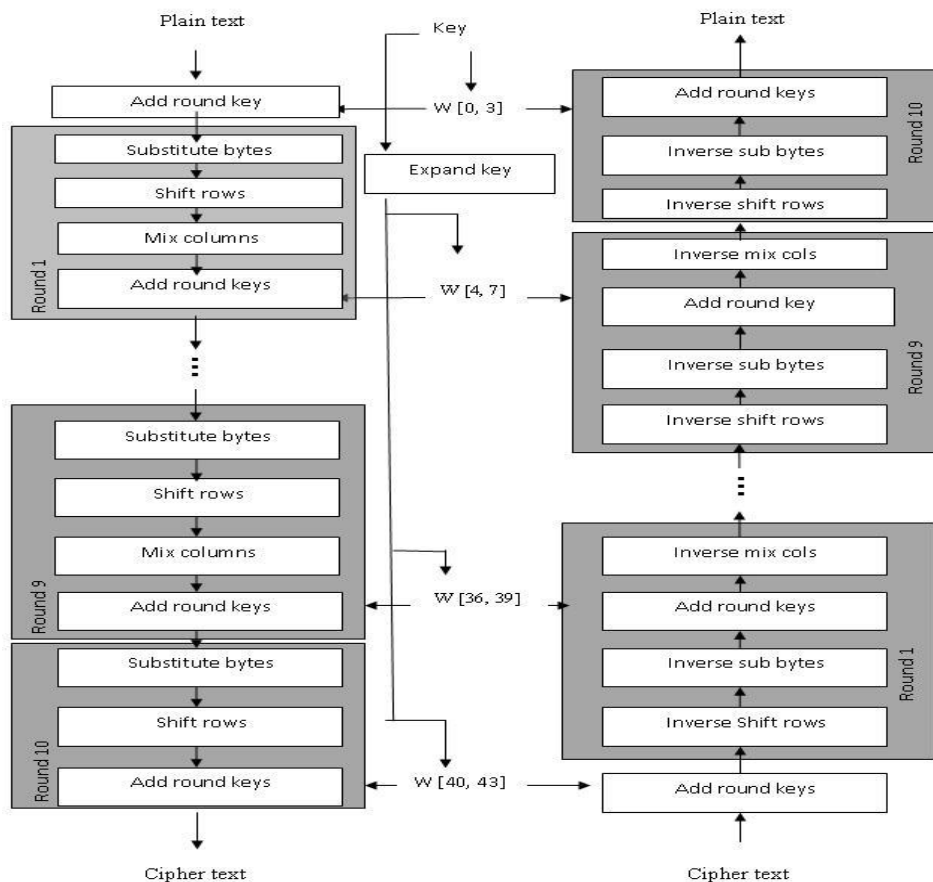 Plain text
Add round key
Round 1
Substitute bytes
Shift rows
Mix columns
Add round keys
Round 9
Substitute bytes
Shift rows
Mix columns
Add round keys
Round 10
Substitute bytes
Shift rows
Add round keys
Cipher text
Key
W [0, 3]
Expand key
W [4, 7]
W [36, 39]
W [40, 43]
Plain text
Add round keys
Inverse sub bytes
Inverse shift rows
Round 10
Inverse mix cols
Add round key
Inverse sub bytes
Inverse shift rows
Round 9
Inverse mix cols
Add round keys
Inverse sub bytes
Inverse Shift rows
Round 1
Add round keys
Cipher text